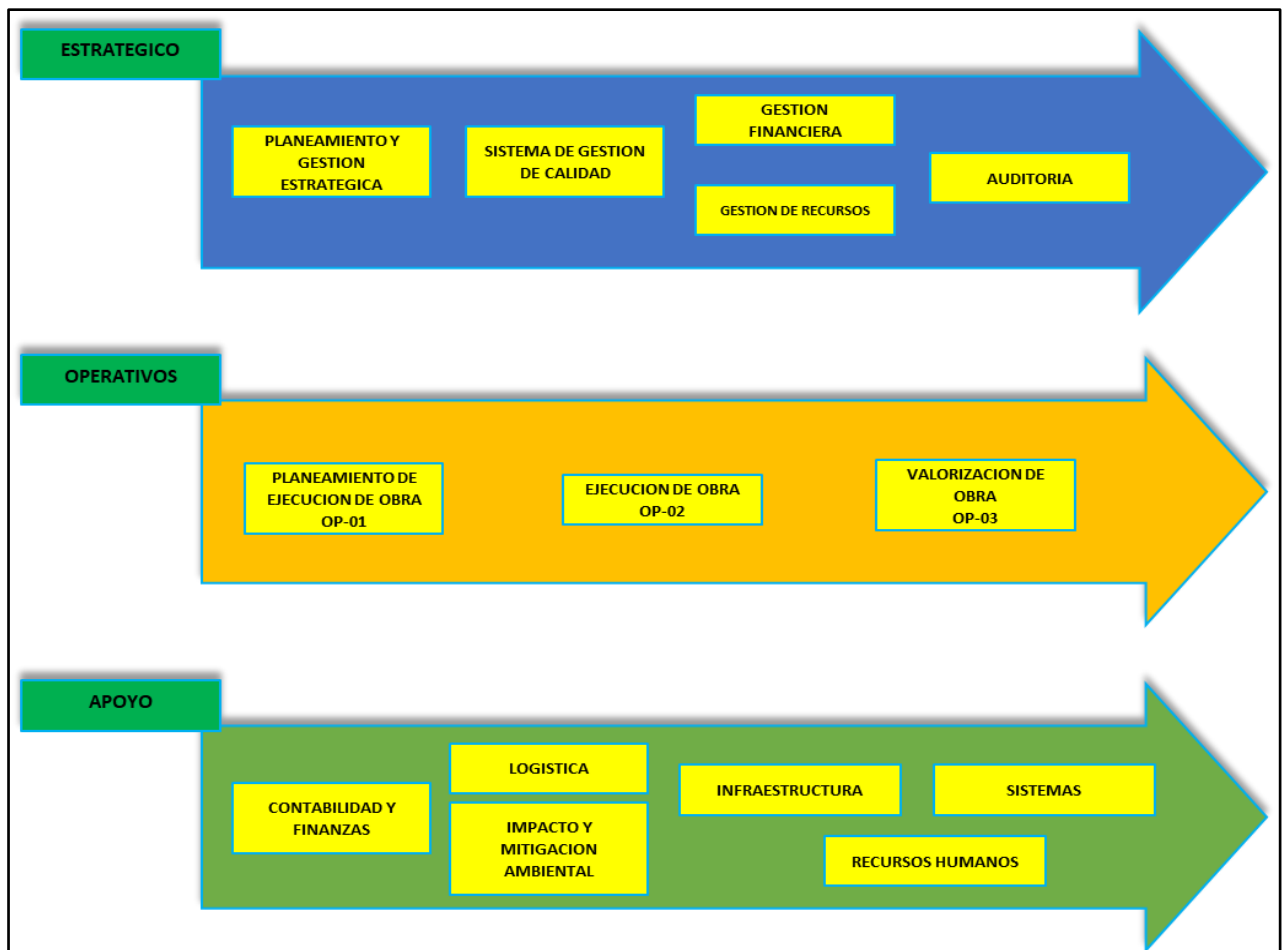 ESTRATEGICO
PLANEAMIENTO Y
GESTION
ESTRATEGICA
SISTEMA DE GESTION
DE CALIDAD
GESTION
FINANCIERA
GESTION DE RECURSOS
AUDITORIA
OPERATIVOS
PLANEAMIENTO DE
EJECUCION DE OBRA
OP-01
EJECUCION DE OBRA
OP-02
VALORIZACION DE
OBRA
OP-03
APOYO
CONTABILIDAD Y
FINANZAS
LOGISTICA
IMPACTO Y
MITIGACION
AMBIENTAL
INFRAESTRUCTURA
SISTEMAS
RECURSOS HUMANOS